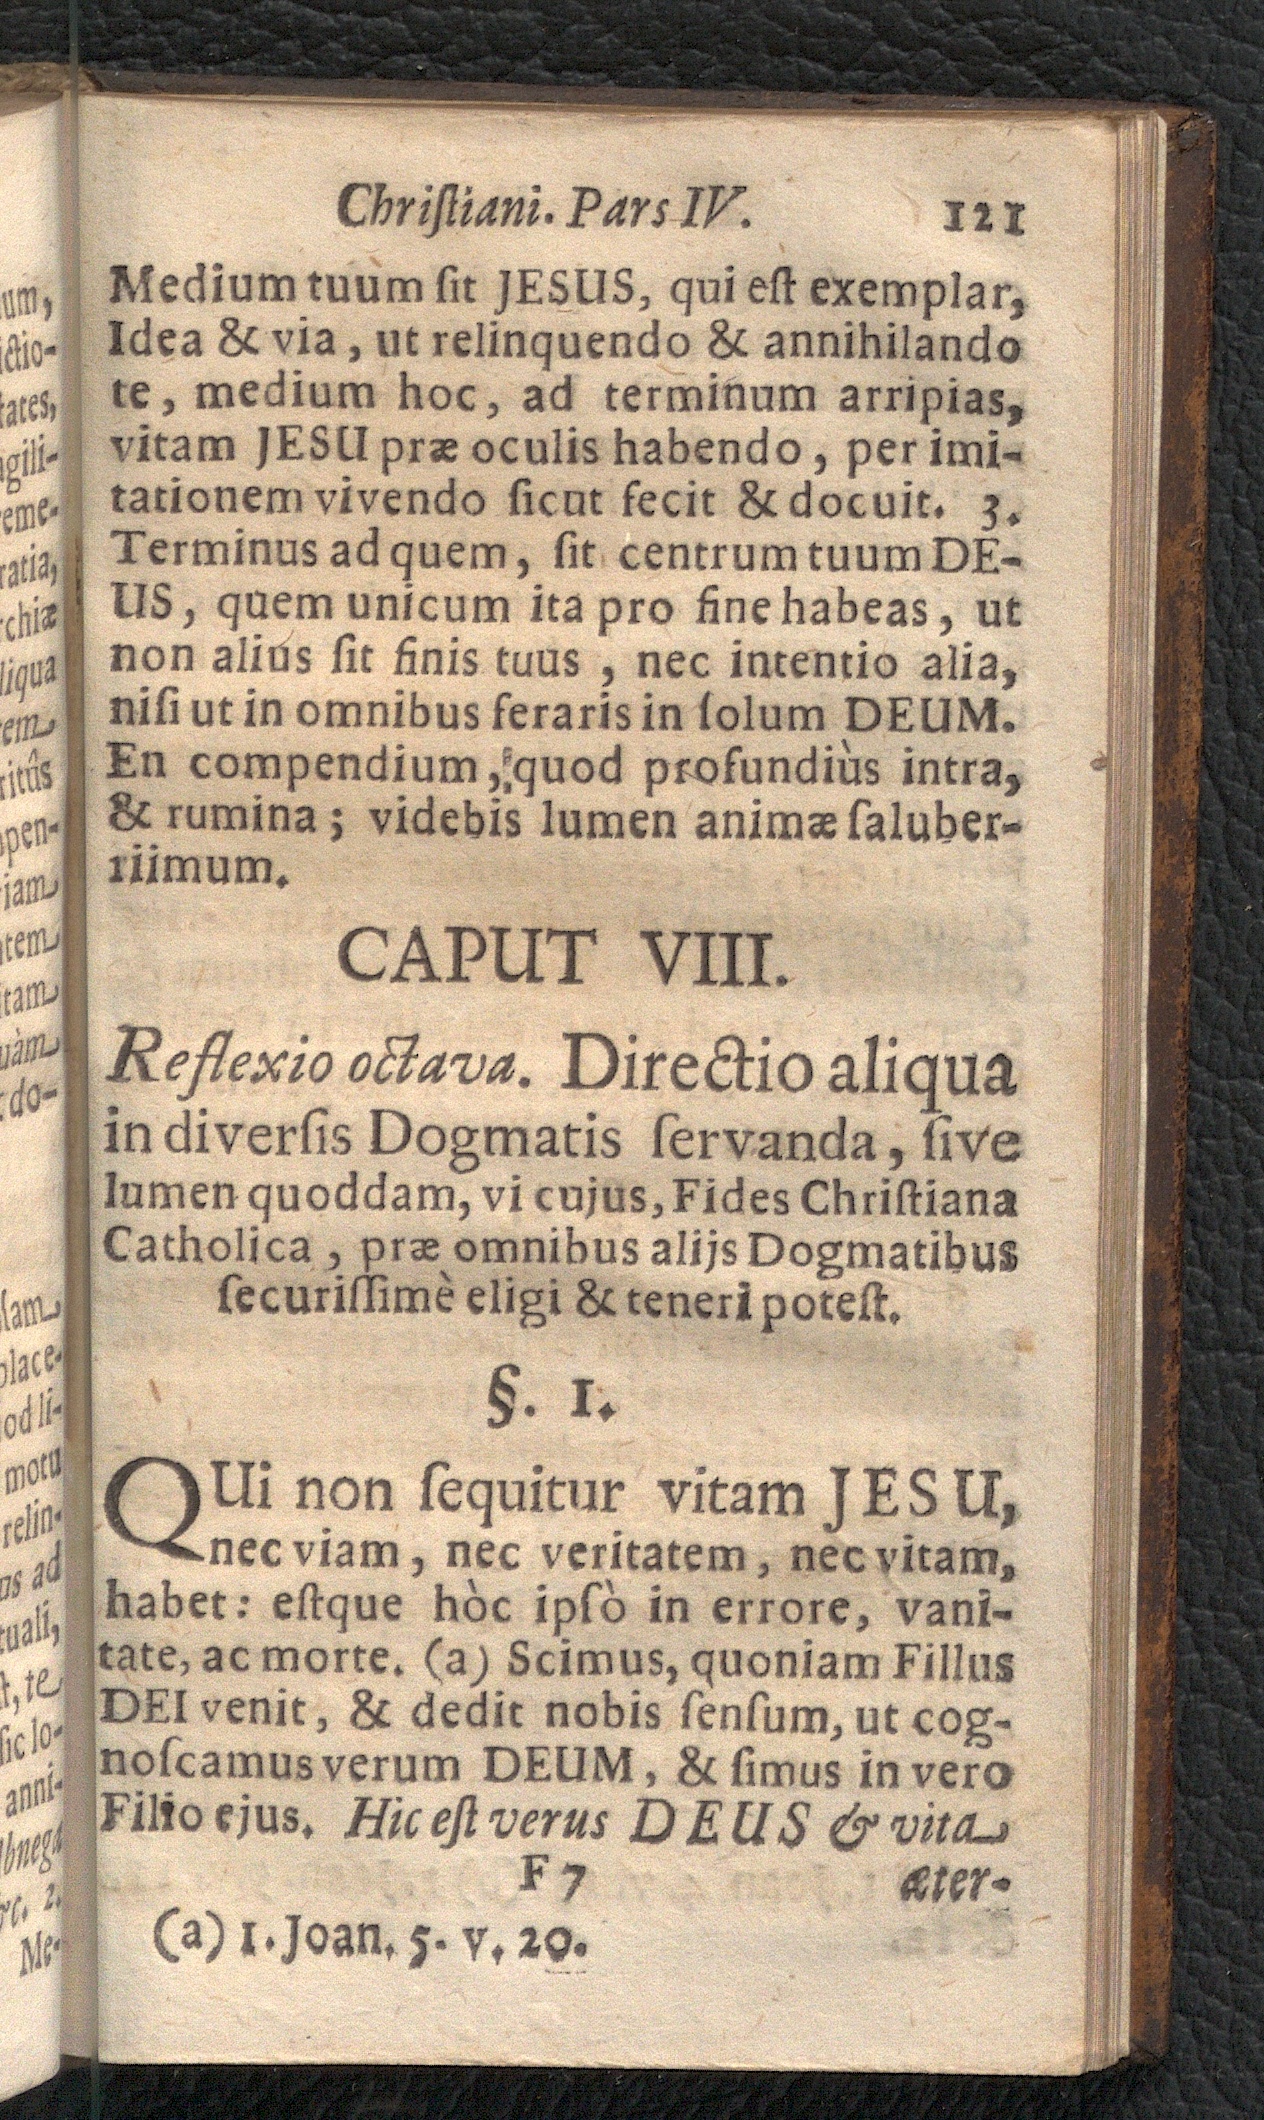 Chriſtiani. Pars IV. 121
Medium tuum ſit JESUS, qui eſt exemplar,
Idea & via, ut relinquendo & annihilando
te, medium hoc, ad terminum arripias,
vitam JESU præ oculis habendo, per imi-
tationem vivendo ſicut fecit & docuit. 3.
Terminus ad quem, ſit centrum tuum DE-
US, quem unicum ita pro fine habeas, ut
non alius ſit finis tuus, nec intentio alia,
niſi ut in omnibus feraris in ſolum DEUM.
En compendium, quod profundiùs intra,
& rumina; videbis lumen animæ ſaluber-
riimum.
CAPUT VIII.
Reflexio octava. Directio aliqua
in diverſis Dogmatis ſervanda, ſive
lumen quoddam, vi cujus, Fides Chriſtiana
Catholica, præ omnibus alijs Dogmatibus
ſecuriſſimè eligi & teneri poteſt.
§. 1.
QUi non ſequitur vitam JESU,
nec viam, nec veritatem, nec vitam,
habet: eſtque hòc ipſò in errore, vani-
tate, ac morte. (a) Scimus, quoniam Fillus
DEI venit, & dedit nobis ſenſum, ut cog-
noſcamus verum DEUM, & ſimus in vero
Filio ejus. Hic eſt verus DEUS & vita
F 7 æter-
(a) 1. Joan. 5. v. 20.